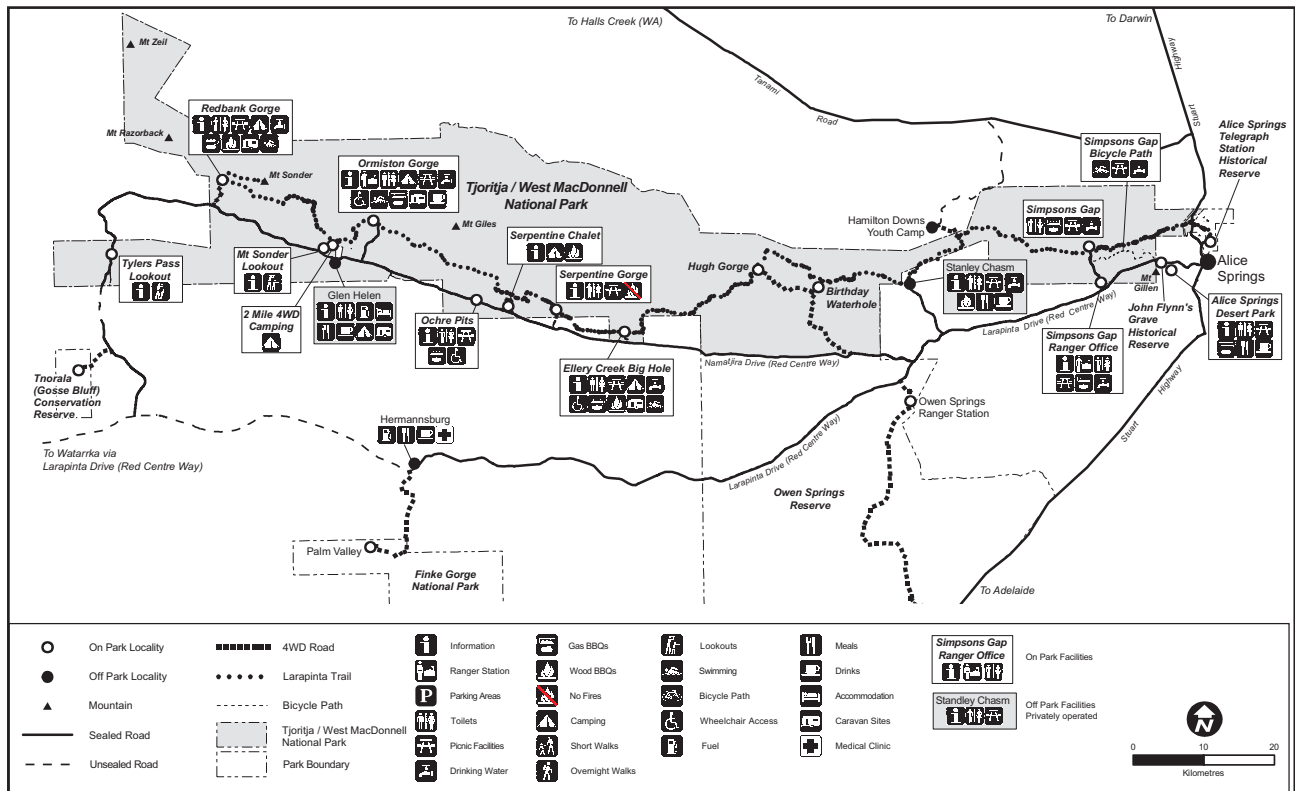 To Halls Creek (WA)
To Darwin
Mt Zeil
Highway
Stuart
Tanami
Road
Redbank Gorge
Mt Razorback
Mt Sonder
Ormiston Gorge
Tjoritja / West MacDonnell
National Park
Mt Giles
Simpsons Gap
Bicycle Path
Alice Springs
Telegraph
Station
Historical
Reserve
Simpsons Gap
Hamilton Downs
Youth Camp
Serpentine Chalet
Serpentine Gorge
Hugh Gorge
Birthday
Waterhole
Stanley Chasm
Alice
Springs
Mt
Gillen
Tylers Pass
Lookout
Mt Sonder
Lookout
Glen Helen
2 Mile 4WD
Camping
Ochre Pits
Ellery Creek Big Hole
Namatjira Drive (Red Centre Way)
Larapinta Drive (Red Centre Way)
Simpsons Gap
Ranger Office
John Flynn's
Grave
Historical
Reserve
Alice Springs
Desert Park
Tnorala
(Gosse Bluff)
Conservation
Reserve
To Watarrka via
Larapinta Drive (Red Centre Way)
Hermannsburg
Larapinta Drive (Red Centre Way)
Owen Springs
Ranger Station
Owen Springs
Reserve
Highway
Stuart
To Adelaide
Palm Valley
Finke Gorge
National Park
On Park Locality
Off Park Locality
Mountain
Sealed Road
Unsealed Road
4WD Road
Larapinta Trail
Bicycle Path
Tjoritja / West MacDonnell
National Park
Park Boundary
Information
Ranger Station
P Parking Areas
Toilets
Picnic Facilities
Drinking Water
Gas BBQs
Wood BBQs
No Fires
Camping
Short Walks
Overnight Walks
Lookouts
Swimming
Bicycle Path
Wheelchair Access
Fuel
Meals
Drinks
Accommodation
Caravan Sites
Medical Clinic
Simpsons Gap
Ranger Office
On Park Facilities
Standley Chasm
Off Park Facilities
Privately operated
N
0 10 20
Kilometres